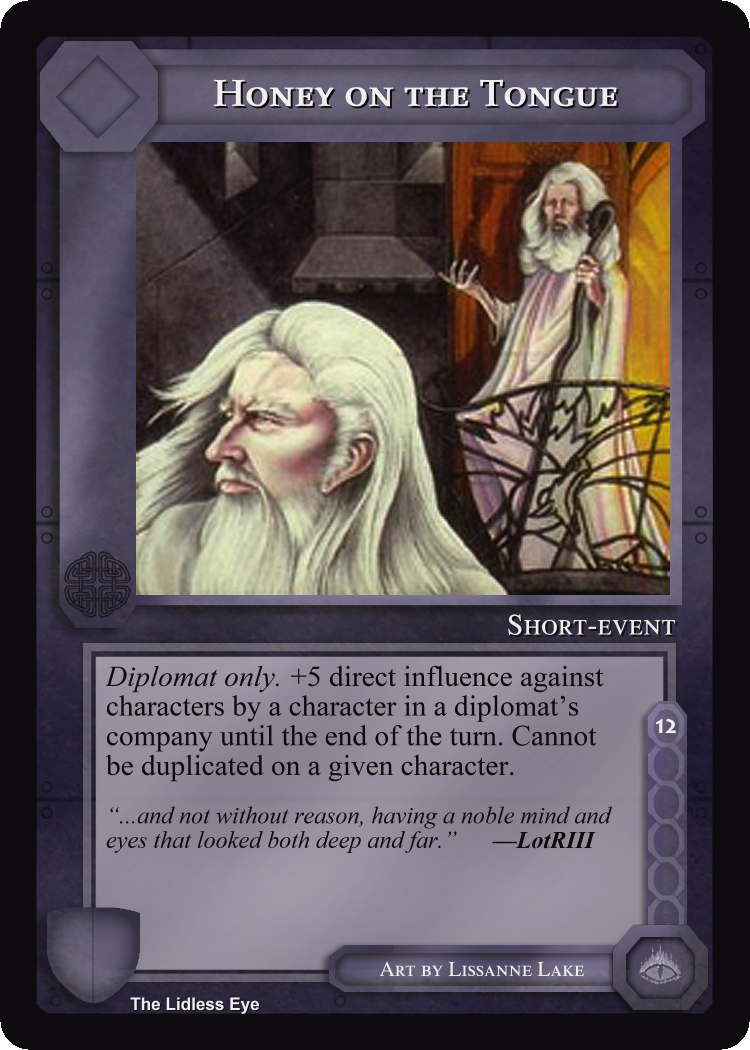 Honey on the Tongue
Short-event
Diplomat only. +5 direct influence against
characters by a character in a diplomat's
company until the end of the turn. Cannot
be duplicated on a given character.
12
“...and not without reason, having a noble mind and
eyes that looked both deep and far.” —LotRIII
Art by Lissanne Lake
The Lidless Eye